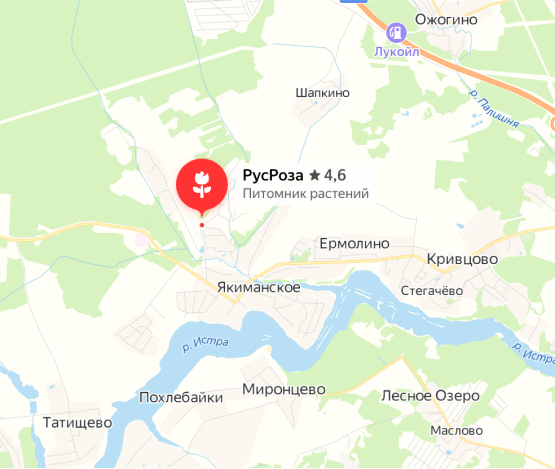 Ожогино
Лукойл
Шапкино
р. Палишня
РусРоза ★ 4,6
Питомник растений
Ермолино
Кривцово
Якиманское
Стегачёво
р. Истра
р. Истра
Миронцево
Похлебайки
Лесное Озеро
Татищево
Маслово